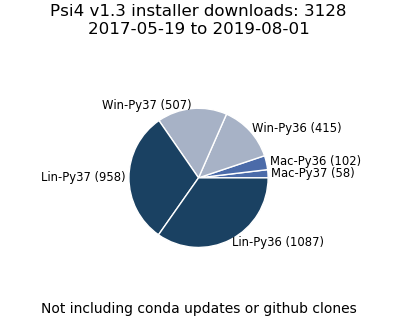 Psi4 v1.3 installer downloads: 3128
2017-05-19 to 2019-08-01
Win-Py37 (507)
Win-Py36 (415)
Mac-Py36 (102)
Mac-Py37 (58)
Lin-Py37 (958)
Lin-Py36 (1087)
Not including conda updates or github clones